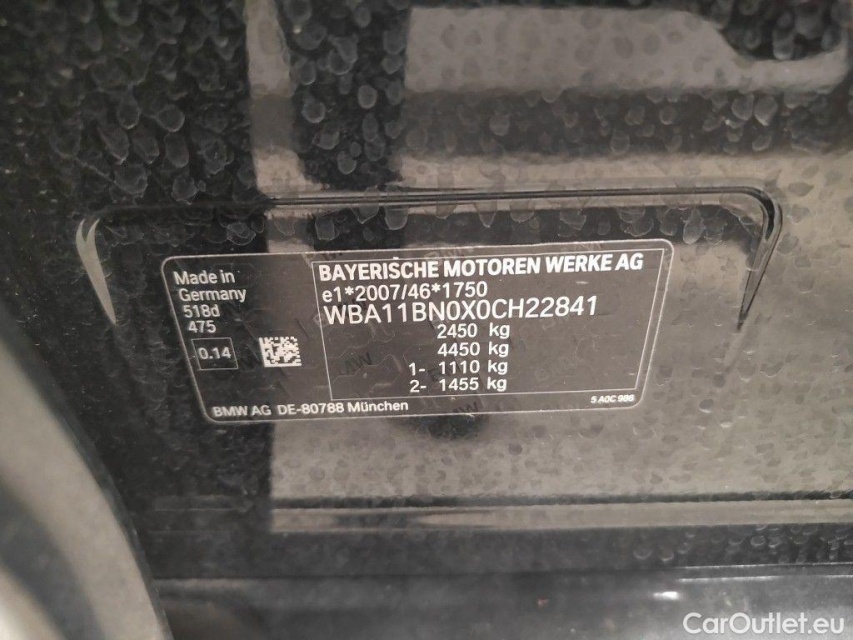 Made in
Germany
518d
475
0.14
BAYERISCHE MOTOREN WERKE AG
e1*2007/46*1750
WBA11BN0X0CH22841
2450 kg
4450 kg
1- 1110 kg
2- 1455 kg
BMW AG DE-80788 München
5 A0C 986
CarOutlet.eu